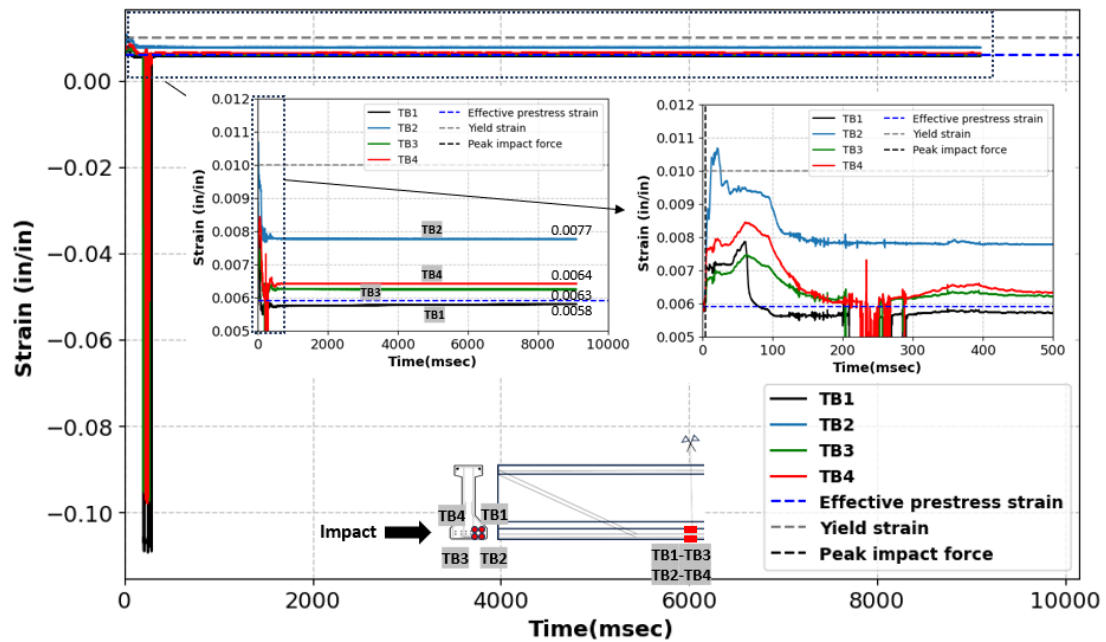 0.00
−0.02
−0.04
−0.06
−0.08
−0.10
Strain (in/in)
0
2000
4000
6000
8000
10000
Time(msec)
0.012
0.011
0.010
0.009
0.008
0.007
0.006
0.005
Strain (in/in)
TB1
TB2
TB3
TB4
Effective prestress strain
Yield strain
Peak impact force
TB2
0.0077
TB4
0.0064
TB3
0.0063
TB1
0.0058
0
2000
4000
6000
8000
10000
Time(msec)
0.012
0.011
0.010
0.009
0.008
0.007
0.006
0.005
Strain (in/in)
TB1
TB2
TB3
TB4
Effective prestress strain
Yield strain
Peak impact force
0
100
200
300
400
500
Time(msec)
TB1
TB2
TB3
TB4
Effective prestress strain
Yield strain
Peak impact force
Impact
TB4
TB1
TB3
TB2
TB1-TB3
TB2-TB4